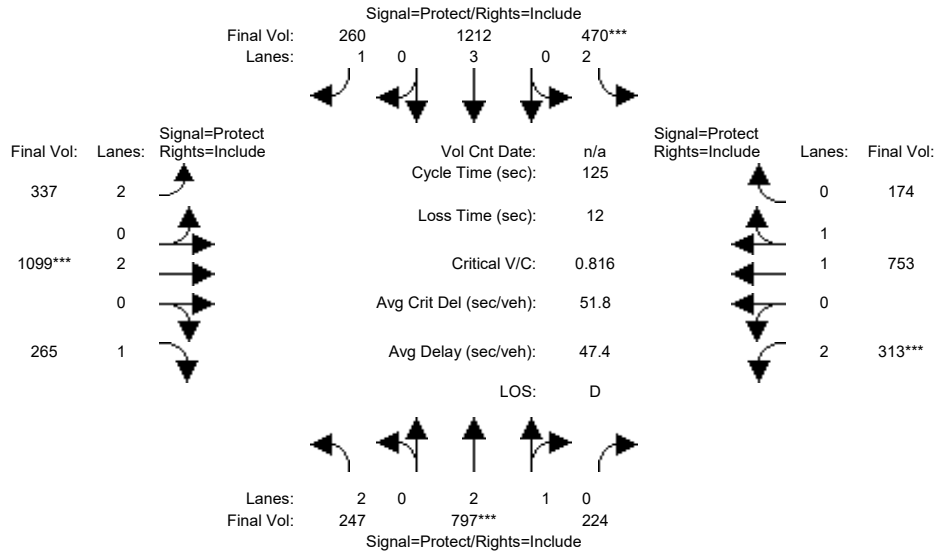 Signal=Protect/Rights=Include
Final Vol: 260 1212 470***
Lanes: 1 0 3 0 2
Signal=Protect Signal=Protect
Final Vol: Lanes: Rights=Include Vol Cnt Date: n/a Rights=Include Lanes: Final Vol:
Cycle Time (sec): 125
337 2 0 174
Loss Time (sec): 12
0 1
1099*** 2 Critical V/C: 0.816 1 753
0 Avg Crit Del (sec/veh): 51.8 0
265 1 Avg Delay (sec/veh): 47.4 2 313***
LOS: D
Lanes: 2 0 2 1 0
Final Vol: 247 797*** 224
Signal=Protect/Rights=Include